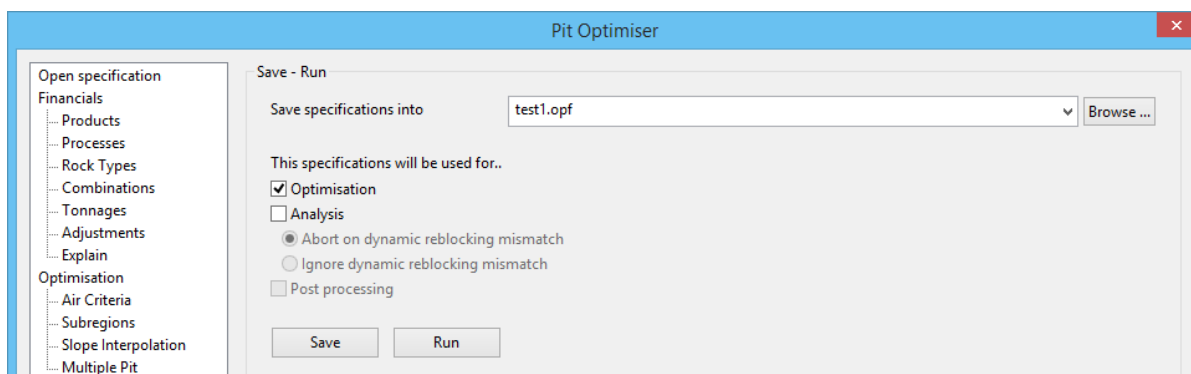 Pit Optimiser
Open specification
Financials
Products
Processes
Rock Types
Combinations
Tonnages
Adjustments
Explain
Optimisation
Air Criteria
Subregions
Slope Interpolation
Multiple Pit
Save - Run
Save specifications into test1.opf Browse ...
This specifications will be used for..
Optimisation
Analysis
Abort on dynamic reblocking mismatch
Ignore dynamic reblocking mismatch
Post processing
Save Run